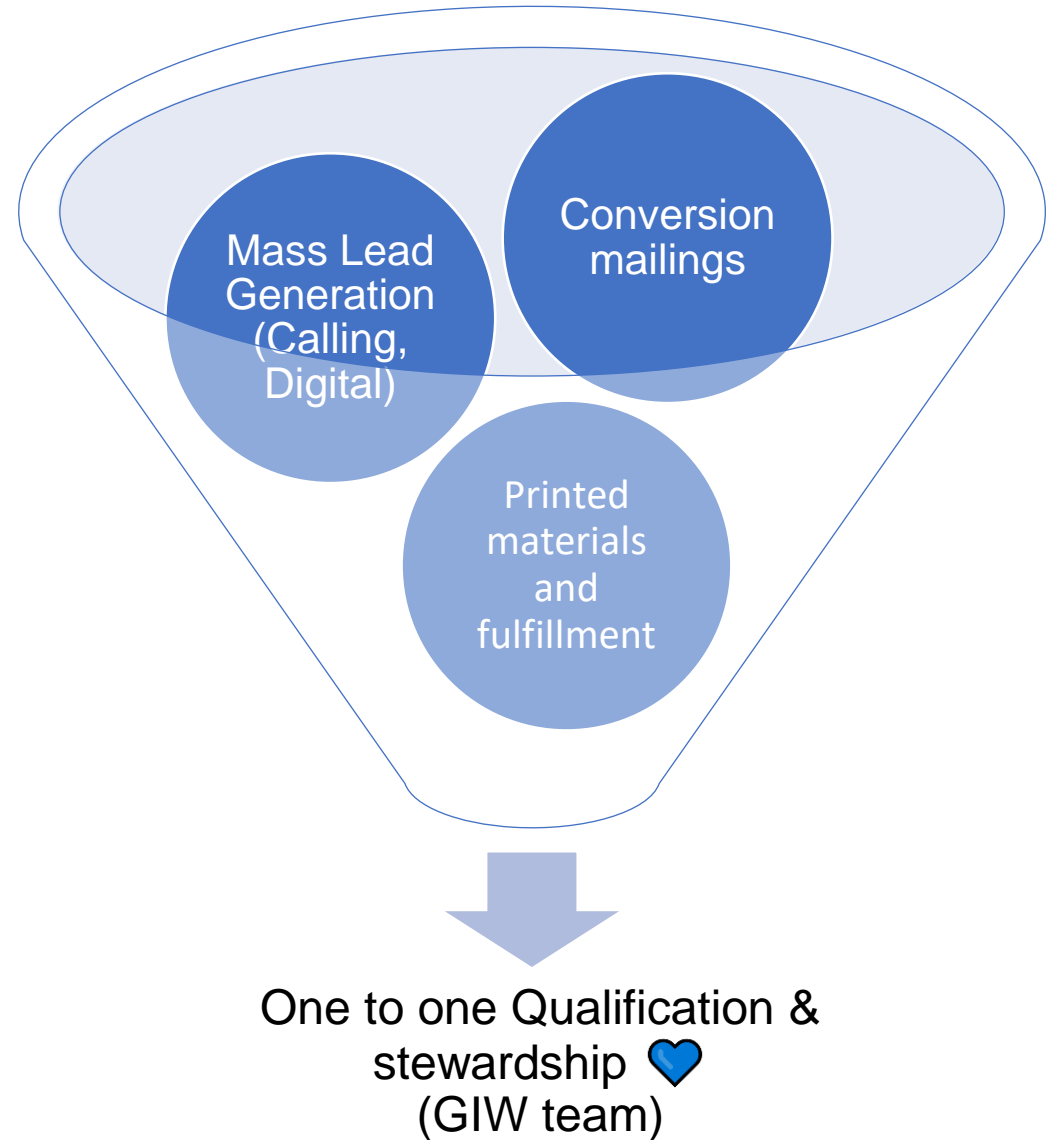 Mass Lead
Generation
(Calling,
Digital)
Conversion
mailings
Printed
materials
and
fulfillment
One to one Qualification &
stewardship 💙
(GIW team)